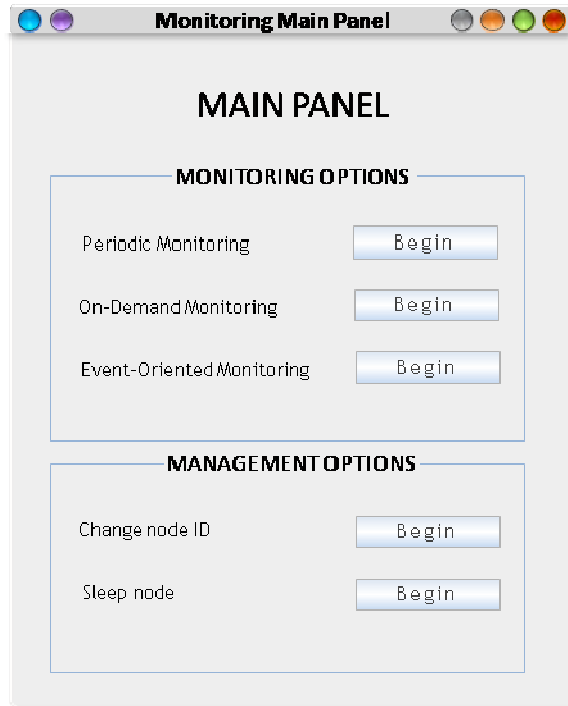 Monitoring Main Panel
MAIN PANEL
MONITORING OPTIONS
Periodic Monitoring Begin
On-Demand Monitoring Begin
Event-Oriented Monitoring Begin
MANAGEMENT OPTIONS
Change node ID Begin
Sleep node Begin